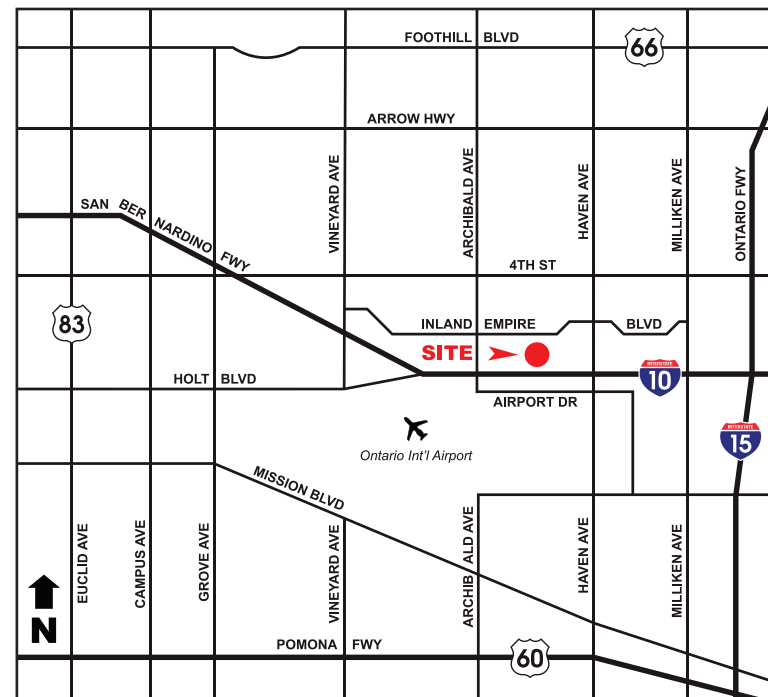 FOOTHILL BLVD
66
ARROW HWY
VINEYARD AVE
ARCHIBALD AVE
HAVEN AVE
MILLIKEN AVE
ONTARIO FWY
SAN BERNARDINO FWY
4TH ST
83
INLAND EMPIRE BLVD
SITE
HOLT BLVD
INTERSTATE
10
AIRPORT DR
INTERSTATE
15
Ontario Int'l Airport
MISSION BLVD
EUCLID AVE
CAMPUS AVE
GROVE AVE
VINEYARD AVE
ARCHIBALD AVE
HAVEN AVE
MILLIKEN AVE
N
POMONA FWY
60